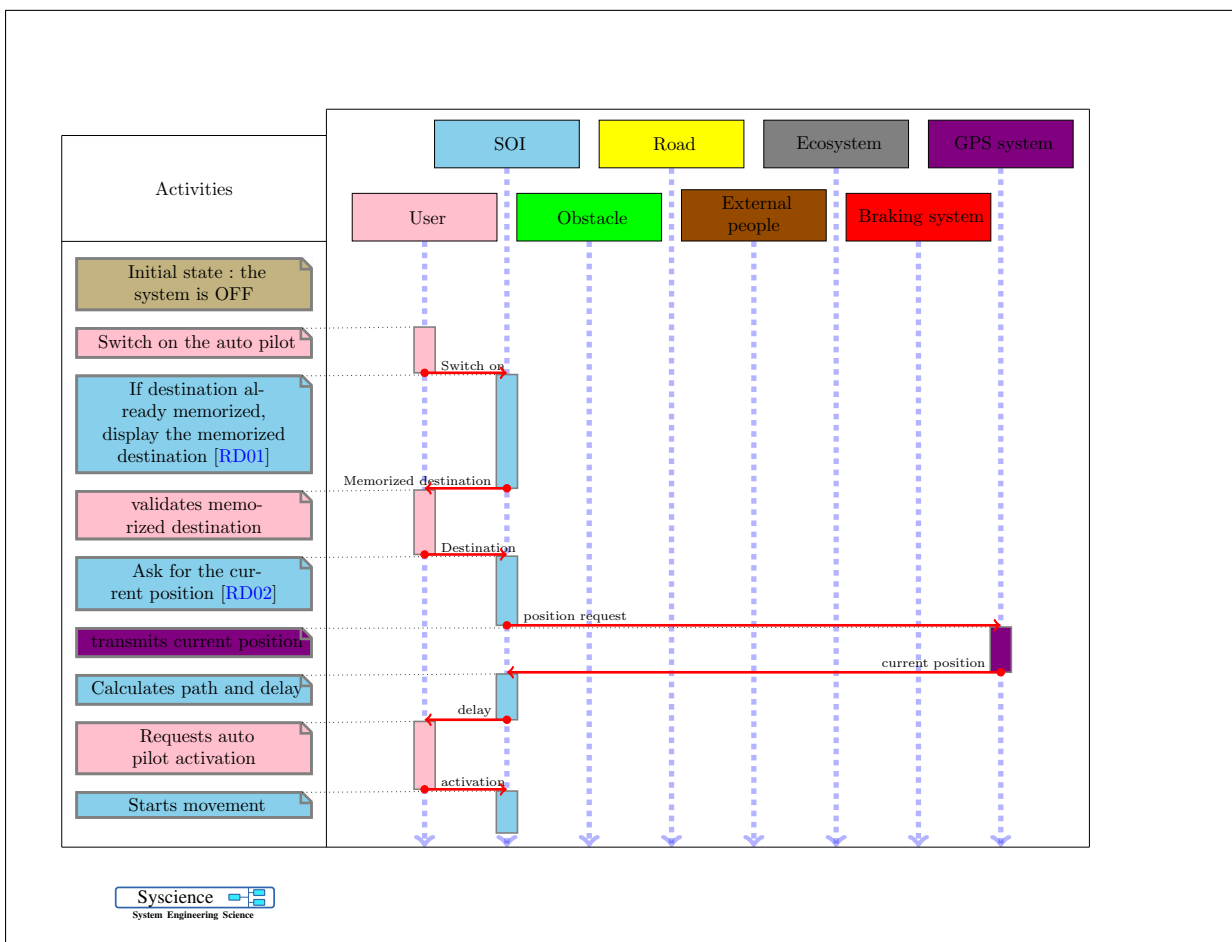 SOI
Road
Ecosystem
GPS system
Activities
User
Obstacle
External
people
Braking system
Initial state : the
system is OFF
Switch on the auto pilot
Switch on
If destination al-
ready memorized,
display the memorized
destination [RD01]
Memorized destination
validates memo-
rized destination
Destination
Ask for the cur-
rent position [RD02]
position request
transmits current position
current position
Calculates path and delay
delay
Requests auto
pilot activation
activation
Starts movement
Syscience
System Engineering Science